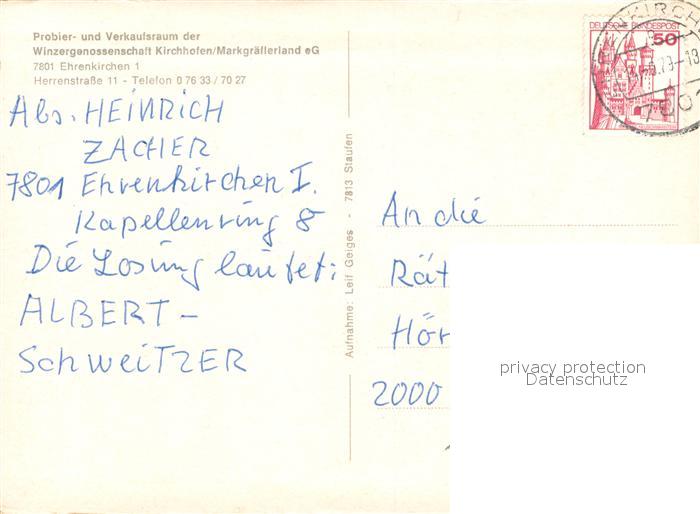 Probier- und Verkaufsraum der
Winzergenossenschaft Kirchhofen/Markgräflerland eG
7801 Ehrenkirchen 1
Herrenstraße 11 - Telefon 0 76 33 / 70 27
Abs. HEINRICH
ZACHER
7801 Ehrenkirchen I.
Kapellenring 8
Die Losung lautet:
ALBERT -
SCHWEITZER
Aufnahme: Leif Geiges - 7813 Staufen
DEUTSCHE BUNDESPOST
50
An die
Rät
Hör
2000
privacy protection
Datenschutz